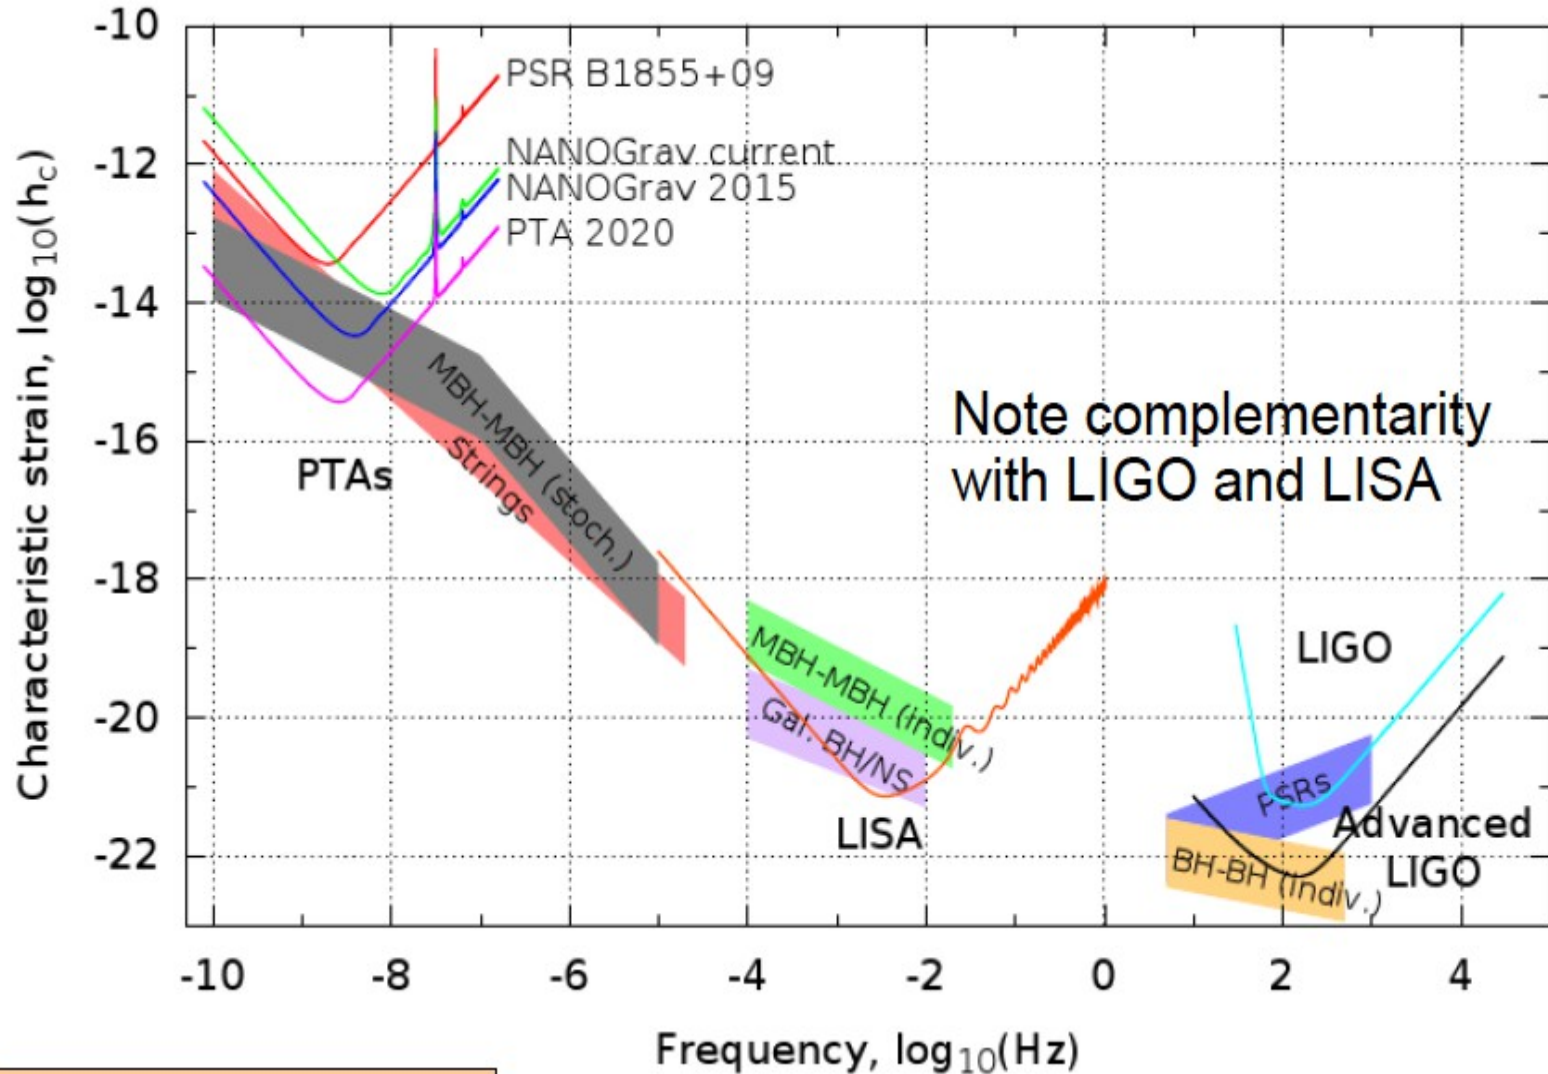 -10
-12
-14
-16
-18
-20
-22
Characteristic strain, log10(hc)
PSR B1855+09
NANOGrav current
NANOGrav 2015
PTA 2020
PTAs
MBH-MBH (stoch.)
Strings
Note complementarity
with LIGO and LISA
MBH-MBH (indiv.)
Gal. BH/NS
LISA
LIGO
PSRs
Advanced
LIGO
BH-BH (indiv.)
-10 -8 -6 -4 -2 0 2 4
Frequency, log10(Hz)